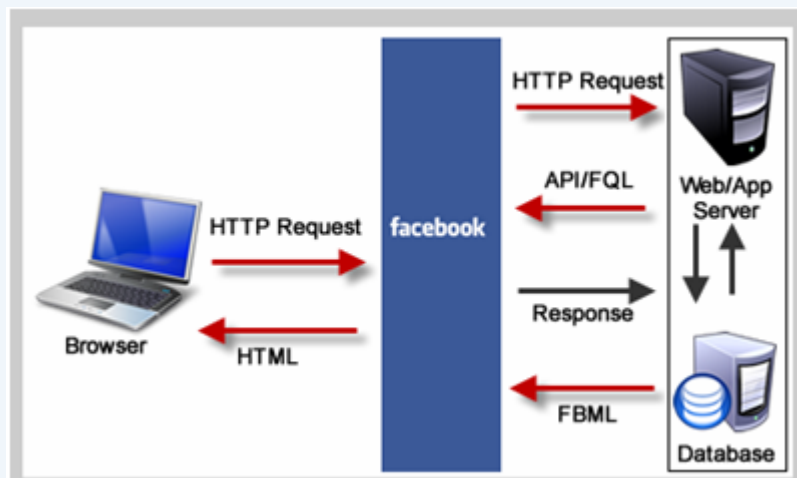 HTTP Request
API/FQL
Web/App
Server
HTTP Request
facebook
Response
Browser
HTML
FBML
Database